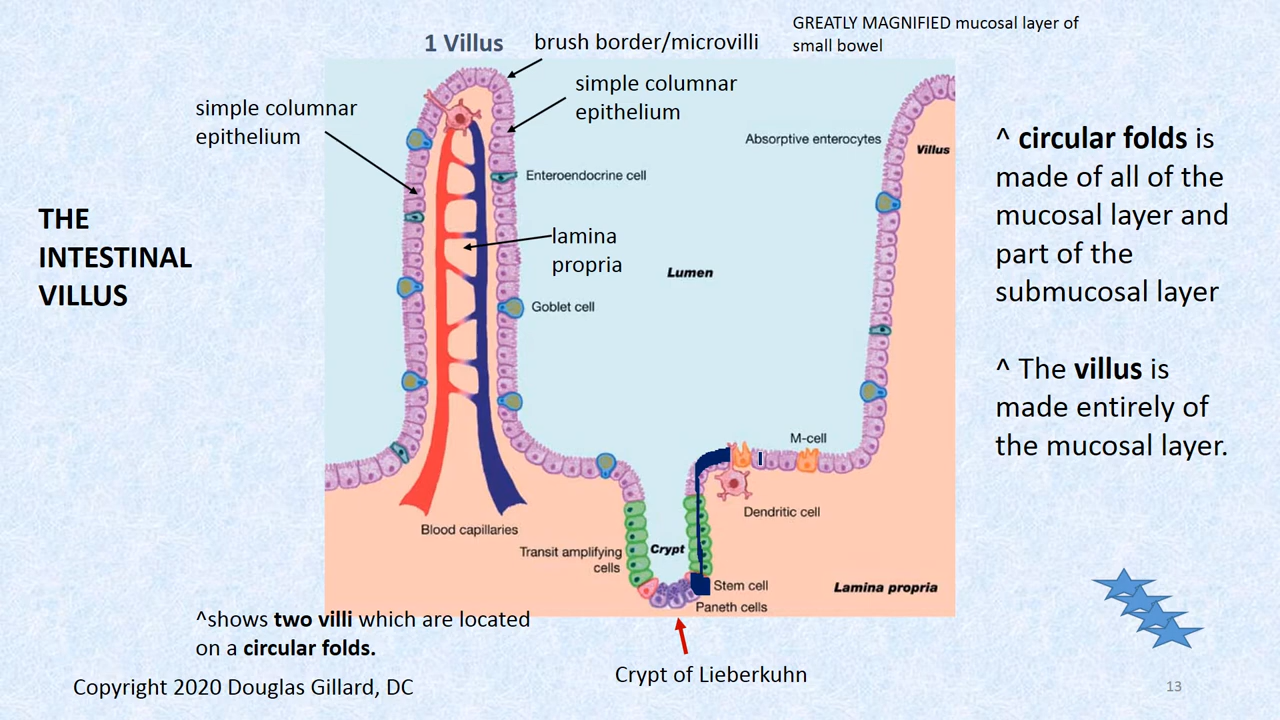 GREATLY MAGNIFIED mucosal layer of
small bowel
1 Villus
brush border/microvilli
simple columnar
epithelium
simple columnar
epithelium
Absorptive enterocytes
Villus
Enteroendocrine cell
THE
INTESTINAL
VILLUS
lamina
propria
Lumen
Goblet cell
^ circular folds is
made of all of the
mucosal layer and
part of the
submucosal layer
^ The villus is
made entirely of
the mucosal layer.
M-cell
Blood capillaries
Dendritic cell
Transit amplifying
cells
Crypt
Stem cell
Paneth cells
Lamina propria
^shows two villi which are located
on a circular folds.
Crypt of Lieberkuhn
Copyright 2020 Douglas Gillard, DC
13